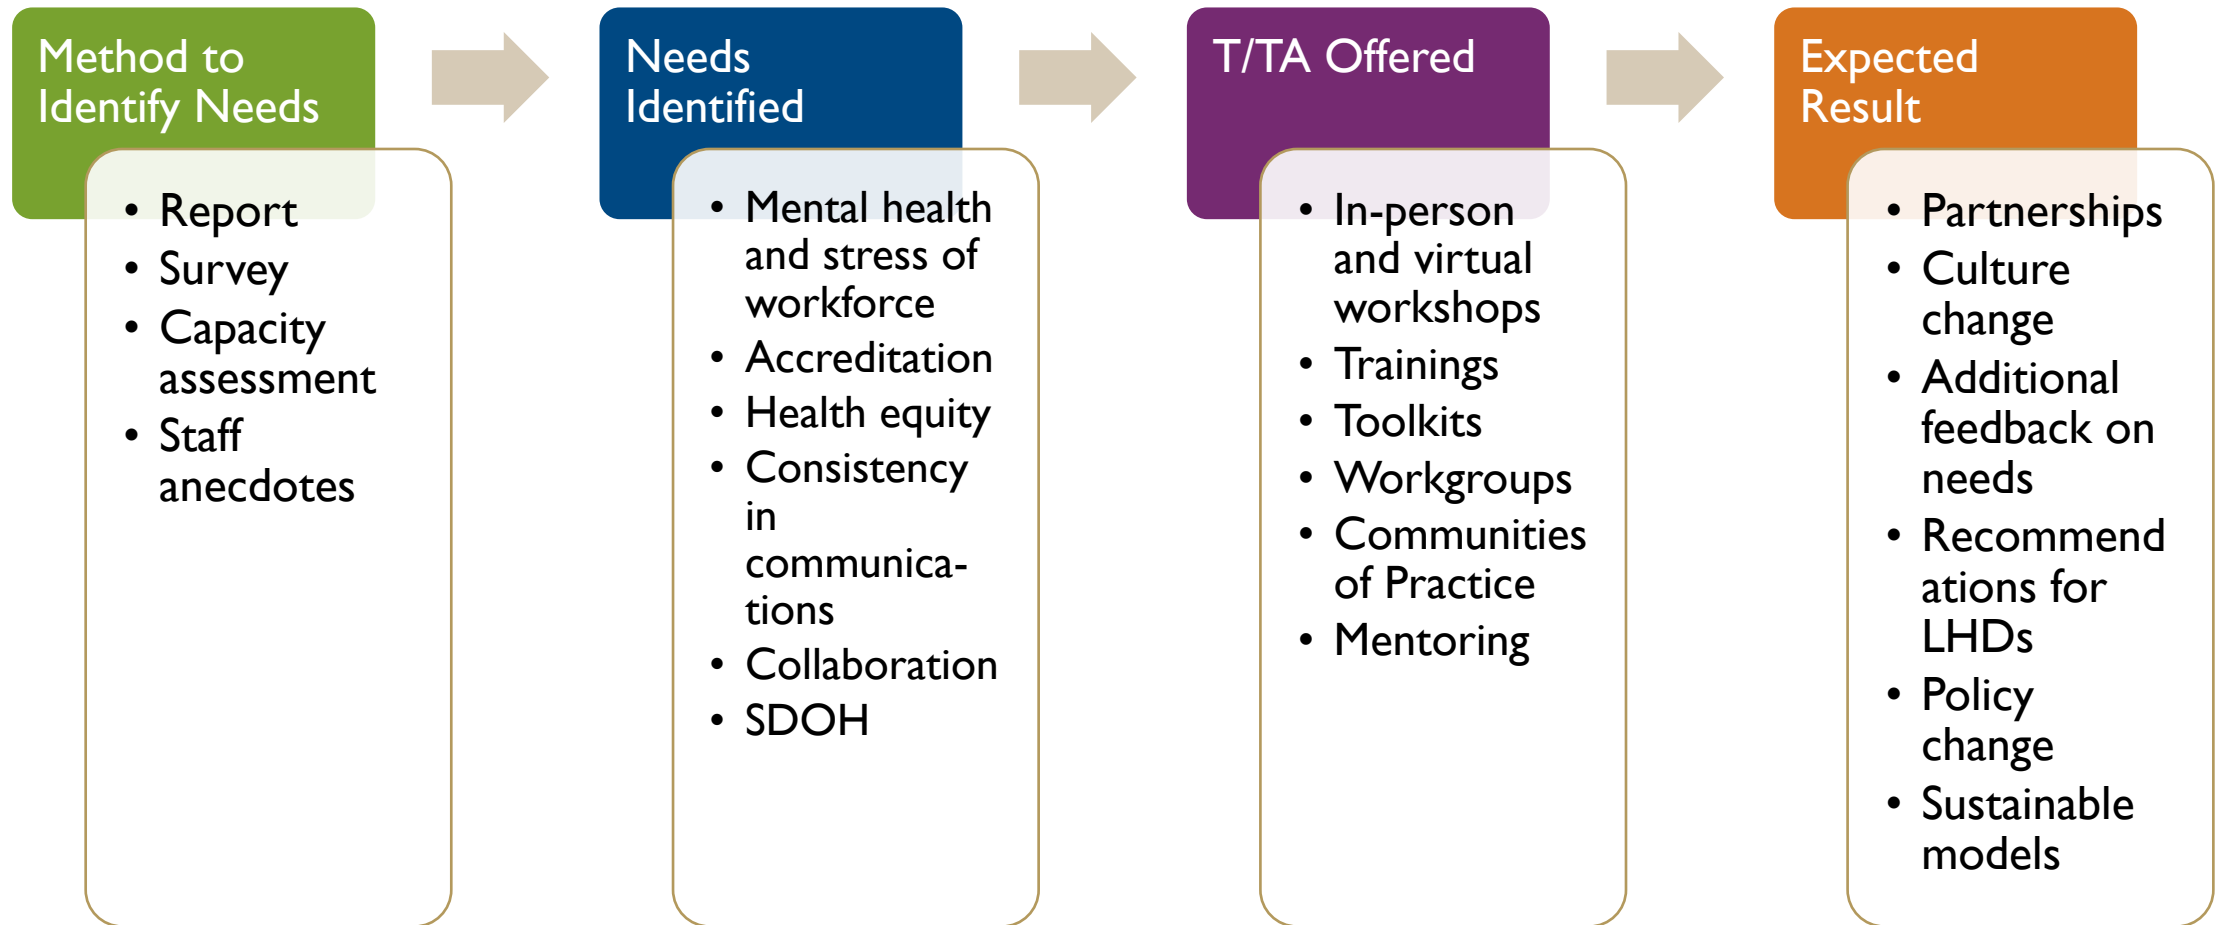 Method to
Identify Needs
• Report
• Survey
• Capacity
assessment
• Staff
anecdotes
Needs
Identified
• Mental health
and stress of
workforce
• Accreditation
• Health equity
• Consistency
in
communica-
tions
• Collaboration
• SDOH
T/TA Offered
• In-person
and virtual
workshops
• Trainings
• Toolkits
• Workgroups
• Communities
of Practice
• Mentoring
Expected
Result
• Partnerships
• Culture
change
• Additional
feedback on
needs
• Recommend
ations for
LHDs
• Policy
change
• Sustainable
models